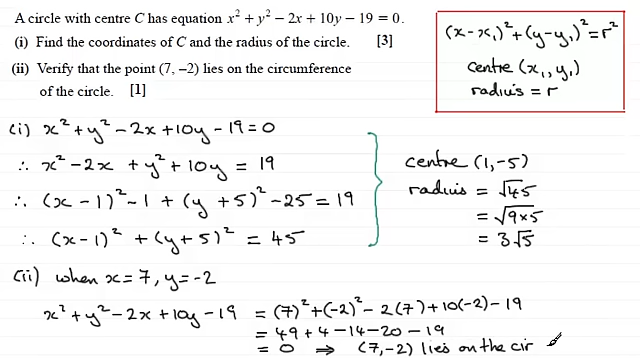 A circle with centre C has equation x² + y² − 2x + 10y − 19 = 0.
(i) Find the coordinates of C and the radius of the circle. [3]
(ii) Verify that the point (7, −2) lies on the circumference
of the circle. [1]
(x − x₁)² + (y − y₁)² = r²
centre (x₁, y₁)
radius = r
(i) x² + y² − 2x + 10y − 19 = 0
∴ x² − 2x + y² + 10y = 19
∴ (x − 1)² − 1 + (y + 5)² − 25 = 19
∴ (x − 1)² + (y + 5)² = 45
centre (1, −5)
radius = √45
= √9×5
= 3√5
(ii) when x = 7, y = −2
x² + y² − 2x + 10y − 19 = (7)² + (−2)² − 2(7) + 10(−2) − 19
= 49 + 4 − 14 − 20 − 19
= 0 ⇒ (7, −2) lies on the cir